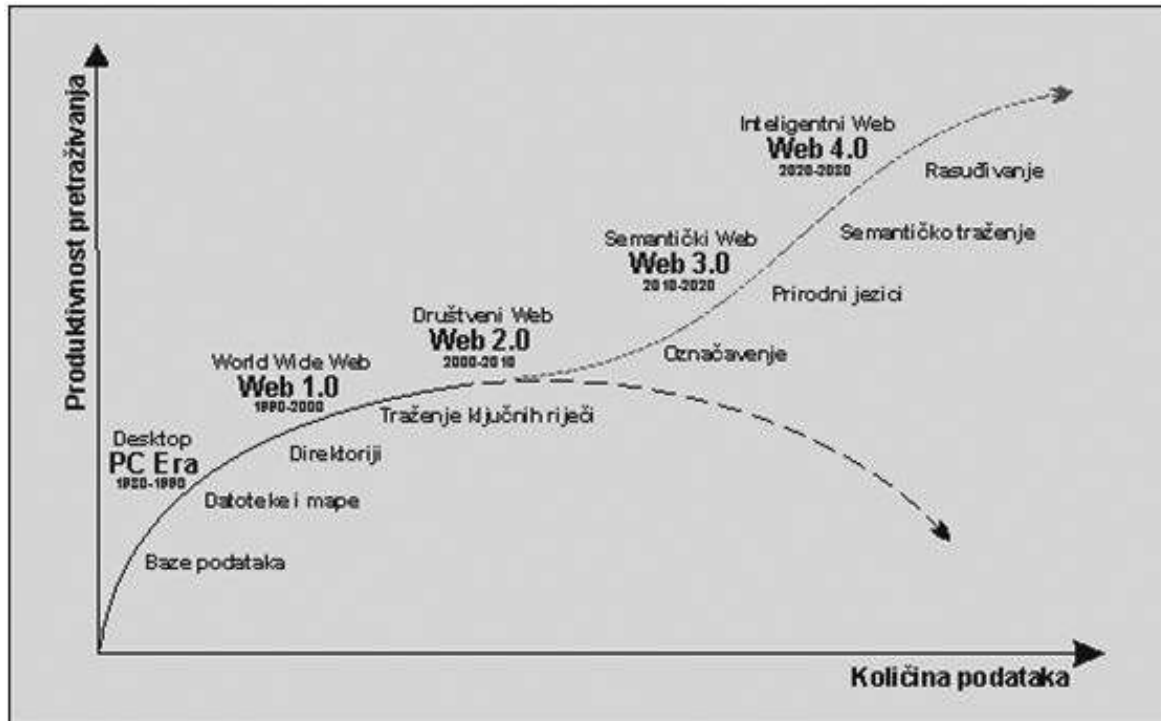 Produktivnost pretraživanja
Inteligentni Web
Web 4.0
2020-2030
Rasuđivanje
Semantičko traženje
Semantički Web
Web 3.0
2010-2020
Prirodni jezici
Društveni Web
Web 2.0
2000-2010
Označavenje
World Wide Web
Web 1.0
1990-2000
Traženje ključnih riječi
Desktop
PC Era
1980-1990
Direktoriji
Datoteke i mape
Baze podataka
Količina podataka